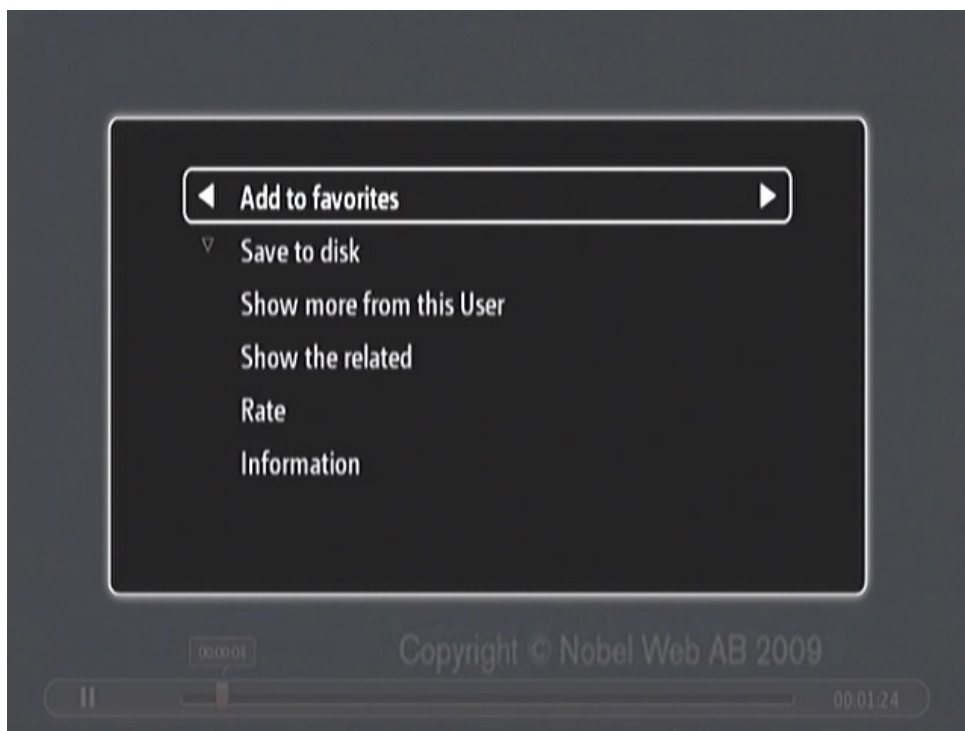 Add to favorites
Save to disk
Show more from this User
Show the related
Rate
Information
00:00:04
Copyright © Nobel Web AB 2009
00:01:24